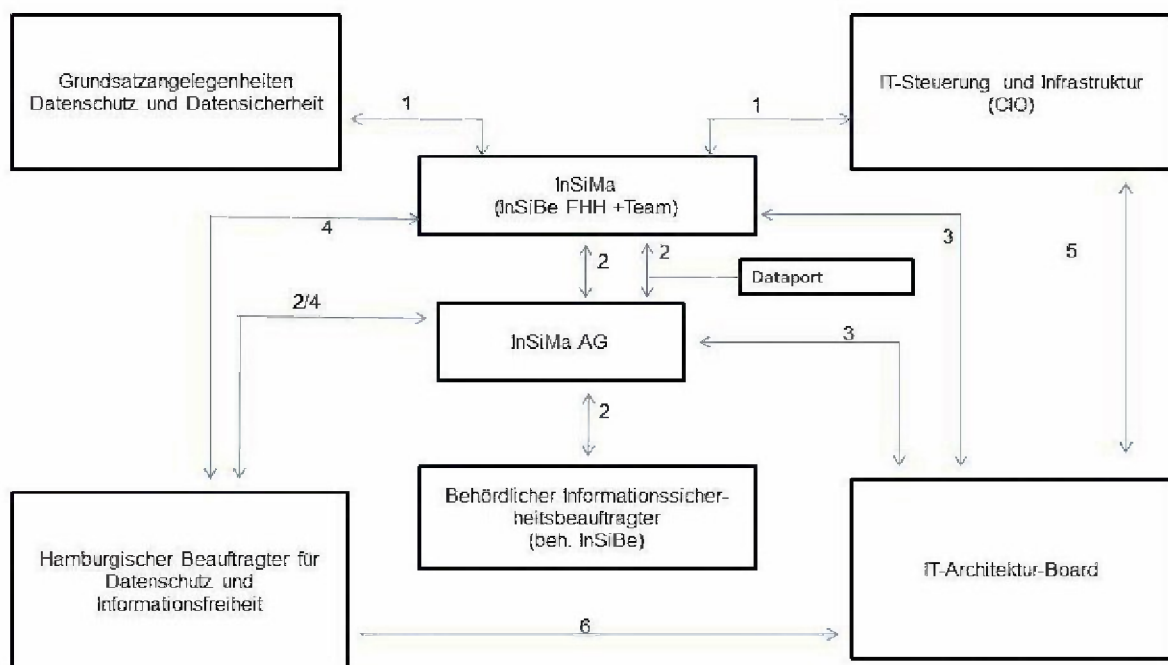 Grundsatzangelegenheiten
Datenschutz und Datensicherheit
IT-Steuerung und Infrastruktur
(CIO)
1
1
InSiMa
(InSiBe FHH +Team)
4
3
5
2
2
Dataport
2/4
InSiMa AG
3
2
Behördlicher Informationssicher-
heitsbeauftragter
(beh. InSiBe)
Hamburgischer Beauftragter für
Datenschutz und
Informationsfreiheit
IT-Architektur-Board
6